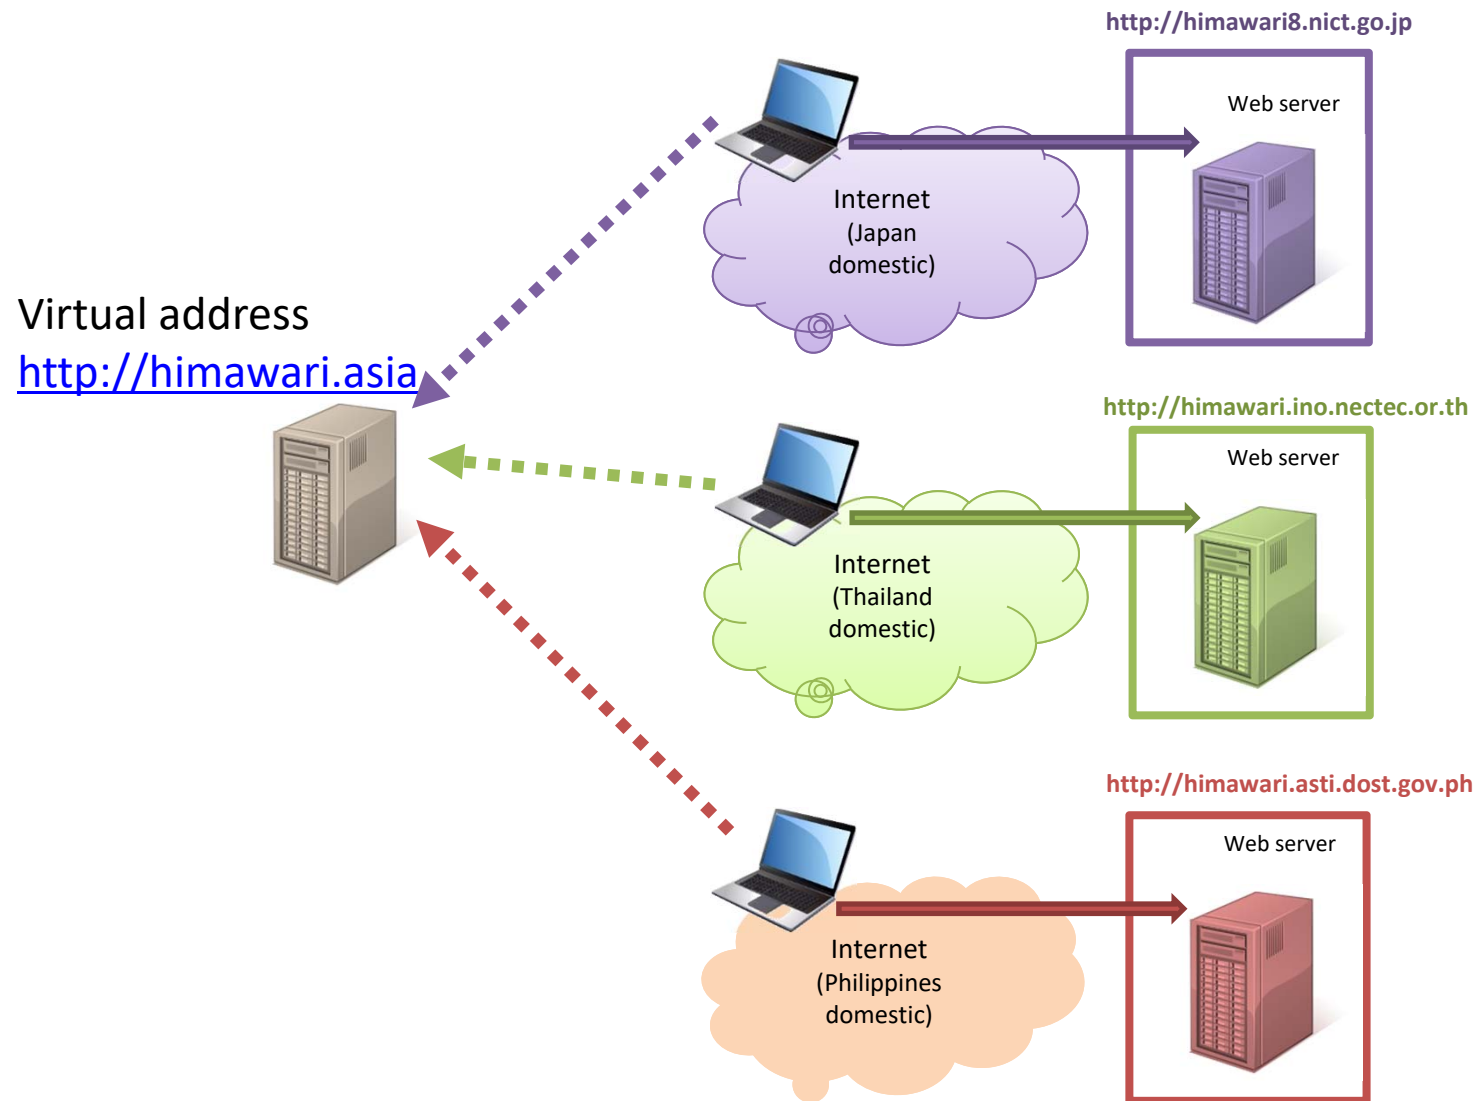 http://himawari8.nict.go.jp
Web server
Internet
(Japan
domestic)
Virtual address
http://himawari.asia
http://himawari.ino.nectec.or.th
Web server
Internet
(Thailand
domestic)
http://himawari.asti.dost.gov.ph
Web server
Internet
(Philippines
domestic)